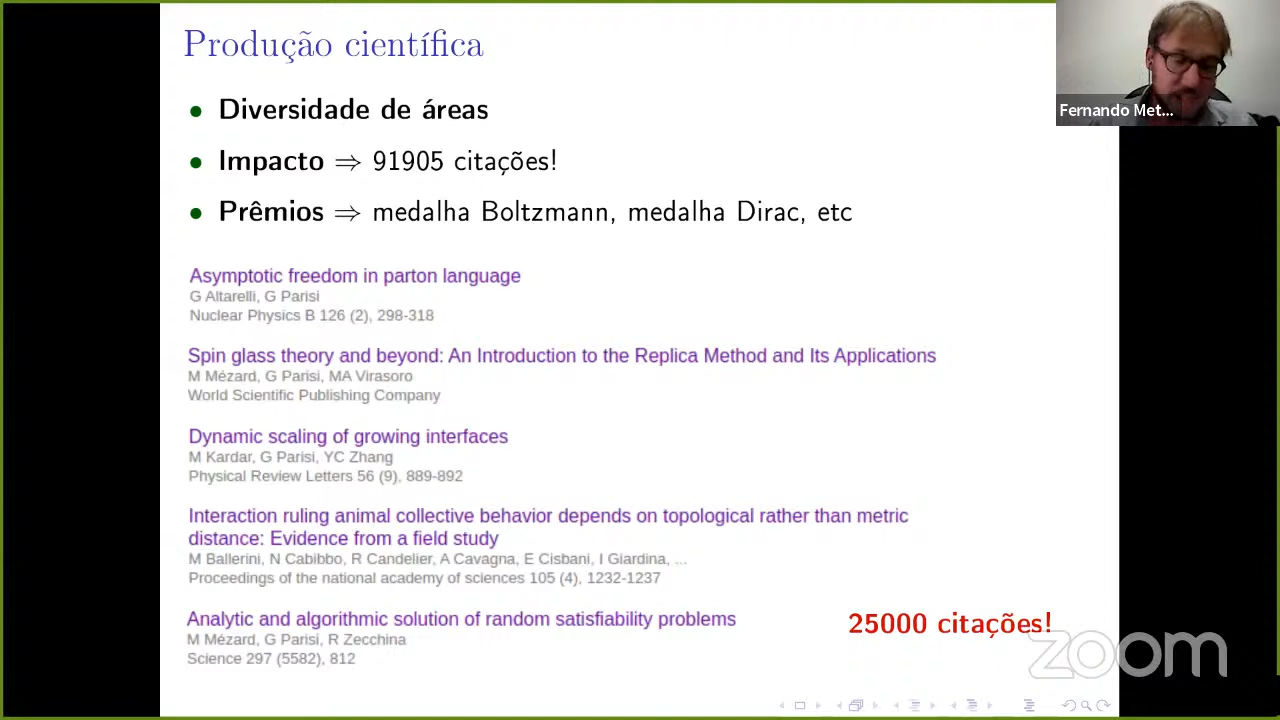 Produção científica
Fernando Met...
• Diversidade de áreas
• Impacto ⇒ 91905 citações!
• Prêmios ⇒ medalha Boltzmann, medalha Dirac, etc
Asymptotic freedom in parton language
G Altarelli, G Parisi
Nuclear Physics B 126 (2), 298-318
Spin glass theory and beyond: An Introduction to the Replica Method and Its Applications
M Mézard, G Parisi, MA Virasoro
World Scientific Publishing Company
Dynamic scaling of growing interfaces
M Kardar, G Parisi, YC Zhang
Physical Review Letters 56 (9), 889-892
Interaction ruling animal collective behavior depends on topological rather than metric
distance: Evidence from a field study
M Ballerini, N Cabibbo, R Candelier, A Cavagna, E Cisbani, I Giardina, ...
Proceedings of the national academy of sciences 105 (4), 1232-1237
Analytic and algorithmic solution of random satisfiability problems
M Mézard, G Parisi, R Zecchina
Science 297 (5582), 812
25000 citações!
zoom